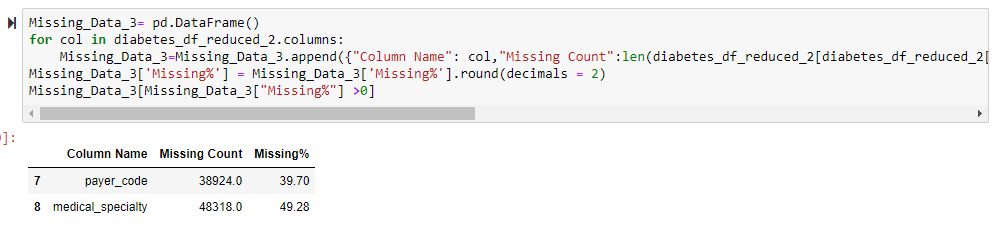 Missing_Data_3= pd.DataFrame()
for col in diabetes_df_reduced_2.columns:
    Missing_Data_3=Missing_Data_3.append({"Column Name": col,"Missing Count":len(diabetes_df_reduced_2[diabetes_df_reduced_2[
Missing_Data_3['Missing%'] = Missing_Data_3['Missing%'].round(decimals = 2)
Missing_Data_3[Missing_Data_3["Missing%"] >0]
]:
Column Name Missing Count Missing%
7 payer_code 38924.0 39.70
8 medical_specialty 48318.0 49.28